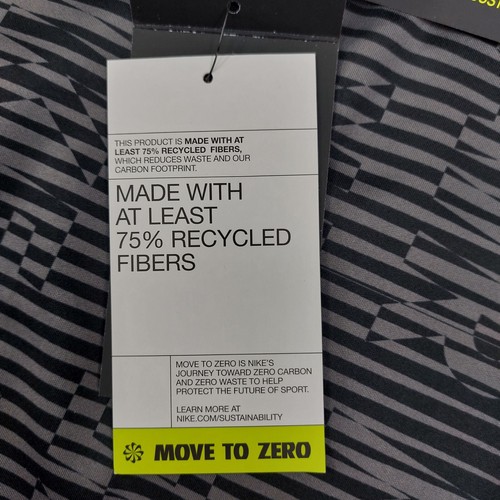 THIS PRODUCT IS MADE WITH AT
LEAST 75% RECYCLED FIBERS,
WHICH REDUCES WASTE AND OUR
CARBON FOOTPRINT.
MADE WITH
AT LEAST
75% RECYCLED
FIBERS
MOVE TO ZERO IS NIKE'S
JOURNEY TOWARD ZERO CARBON
AND ZERO WASTE TO HELP
PROTECT THE FUTURE OF SPORT.
LEARN MORE AT
NIKE.COM/SUSTAINABILITY
MOVE TO ZERO